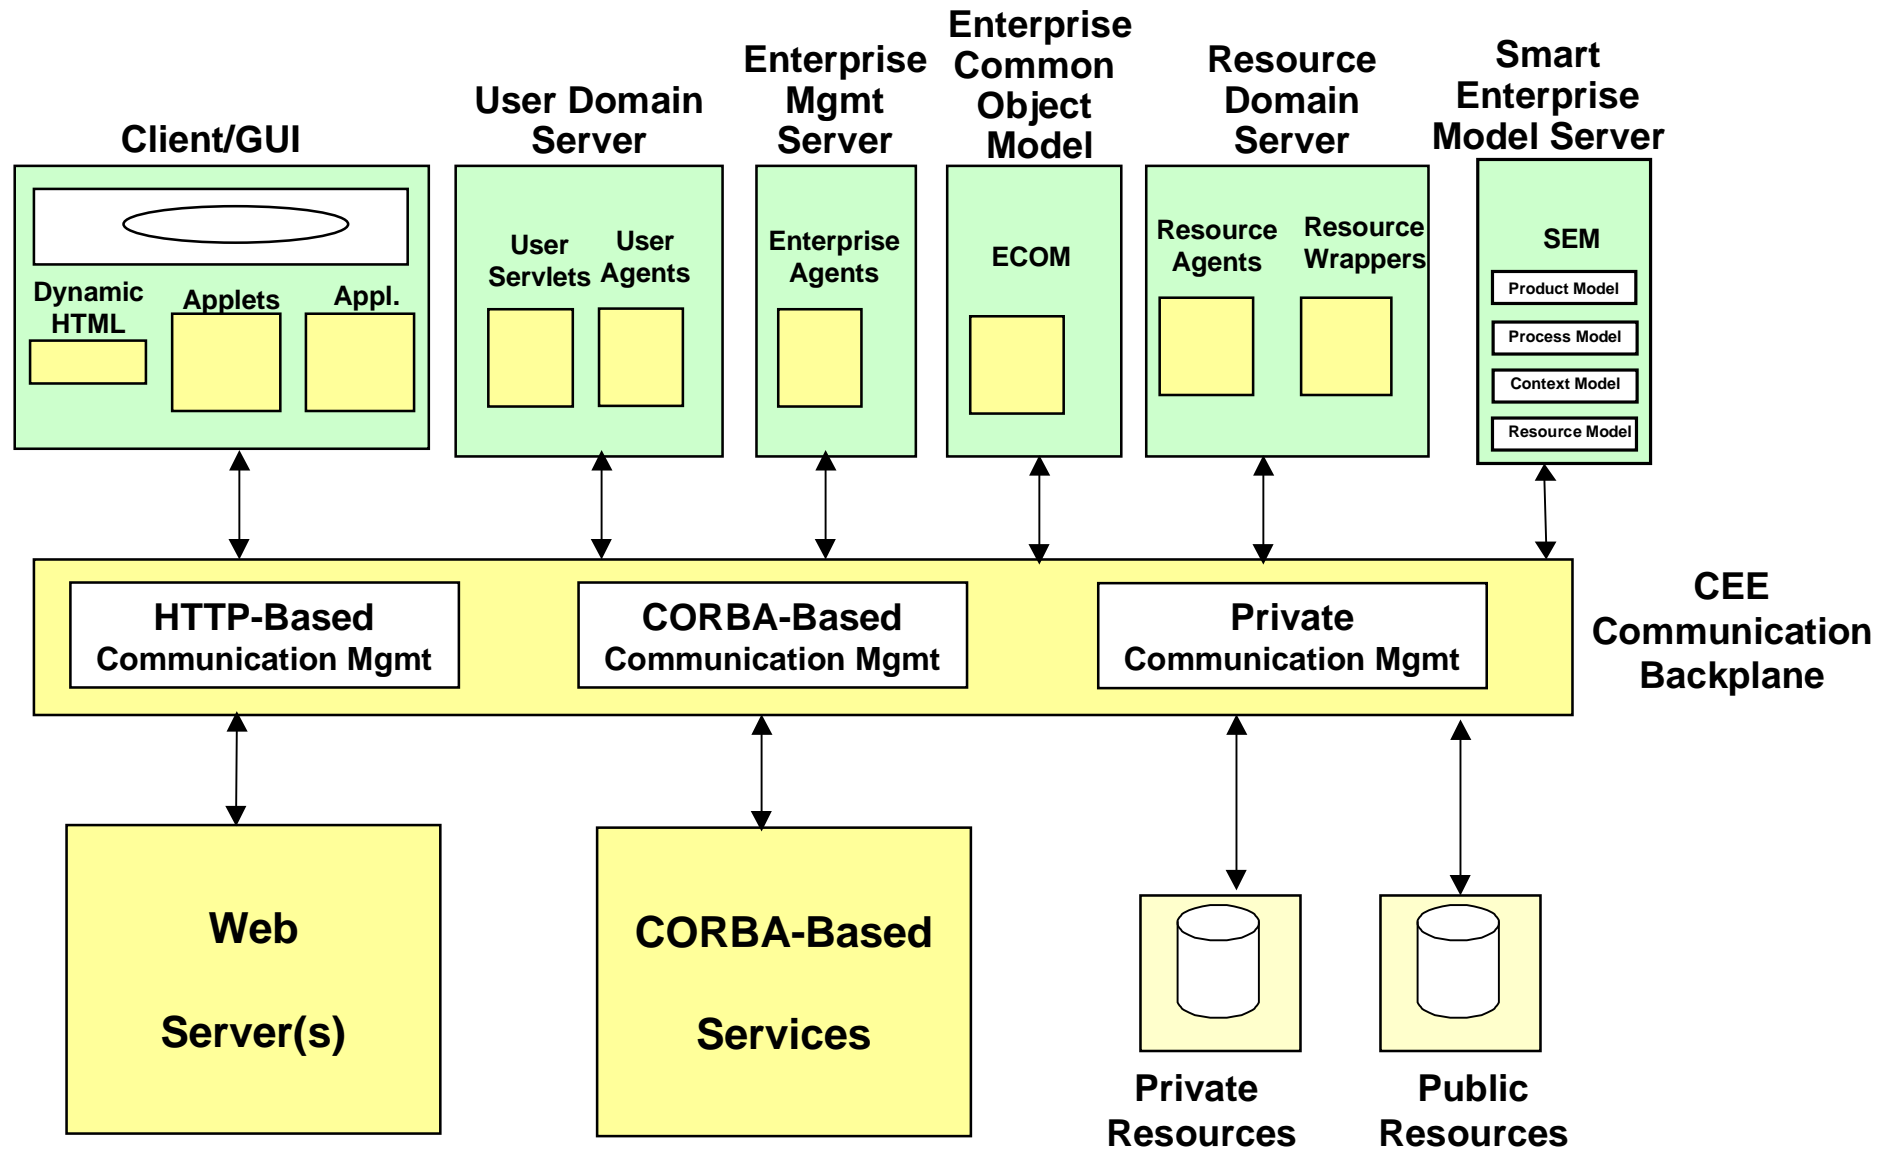 Client/GUI
User Domain
Server
Enterprise
Mgmt
Server
Enterprise
Common
Object
Model
Resource
Domain
Server
Smart
Enterprise
Model Server
Dynamic
HTML
Applets
Appl.
User
Servlets
User
Agents
Enterprise
Agents
ECOM
Resource
Agents
Resource
Wrappers
SEM
Product Model
Process Model
Context Model
Resource Model
HTTP-Based
Communication Mgmt
CORBA-Based
Communication Mgmt
Private
Communication Mgmt
CEE
Communication
Backplane
Web
Server(s)
CORBA-Based
Services
Private
Resources
Public
Resources